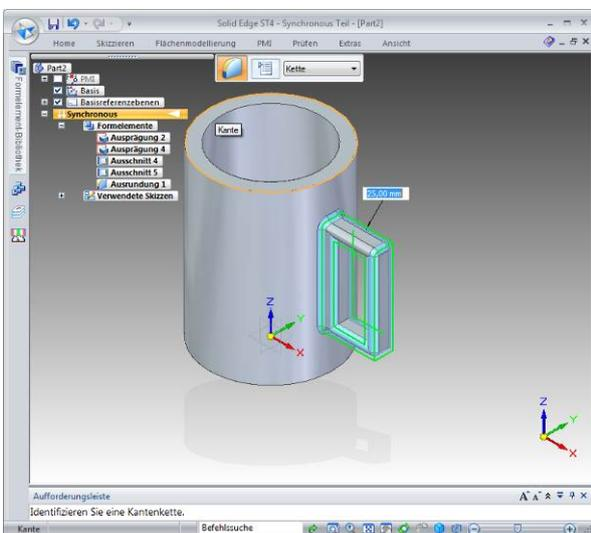 Solid Edge ST4 - Synchronous Teil - [Part2]
Home Skizzieren Flächenmodellierung PMI Prüfen Extras Ansicht
Part2
PMI
Basis
Basisreferenzebenen
Synchronous
Formelemente
Ausprägung 2
Ausprägung 4
Ausschnitt 4
Ausschnitt 5
Ausrundung 1
Verwendete Skizzen
Formelement-Bibliothek
Kette
Kante
25,00 mm
Z
Y
X
Z
Y
X
Aufforderungsleiste
Identifizieren Sie eine Kantenkette.
Kante Befehlssuche